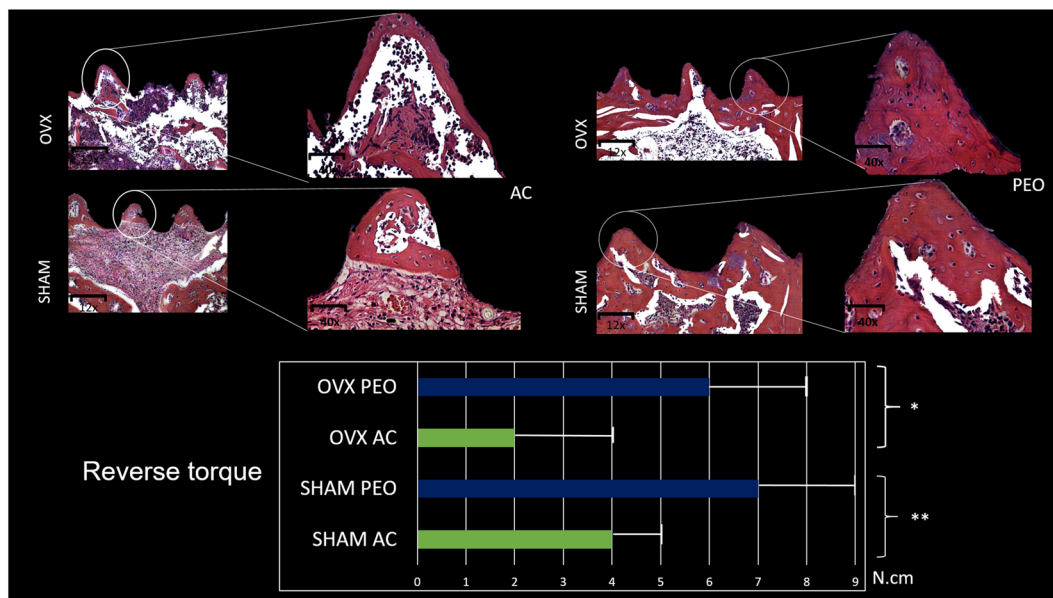 OVX
AC
OVX
12x
40x
PEO
SHAM
12x
40x
SHAM
12x
40x
OVX PEO
OVX AC
SHAM PEO
SHAM AC
*
**
Reverse torque
0 1 2 3 4 5 6 7 8 9 N.cm